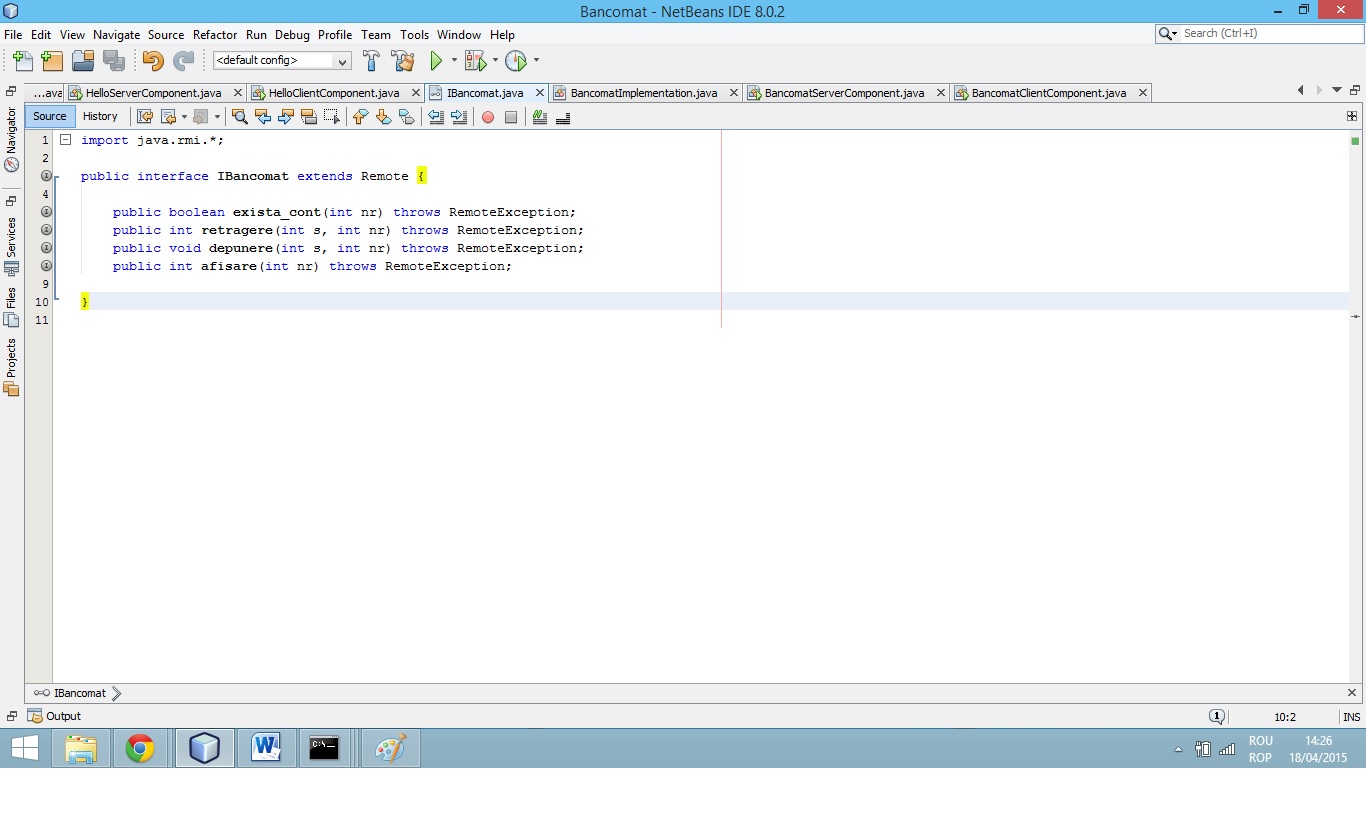 Bancomat - NetBeans IDE 8.0.2
File Edit View Navigate Source Refactor Run Debug Profile Team Tools Window Help
Search (Ctrl+I)
<default config>
...ava HelloServerComponent.java HelloClientComponent.java IBancomat.java BancomatImplementation.java BancomatServerComponent.java BancomatClientComponent.java
Source History
Navigator
Services
Files
Projects
1 import java.rmi.*;
2
public interface IBancomat extends Remote {
4
public boolean exista_cont(int nr) throws RemoteException;
public int retragere(int s, int nr) throws RemoteException;
public void depunere(int s, int nr) throws RemoteException;
public int afisare(int nr) throws RemoteException;
9
10 }
11
IBancomat
Output
1 10:2 INS
ROU 14:26
ROP 18/04/2015